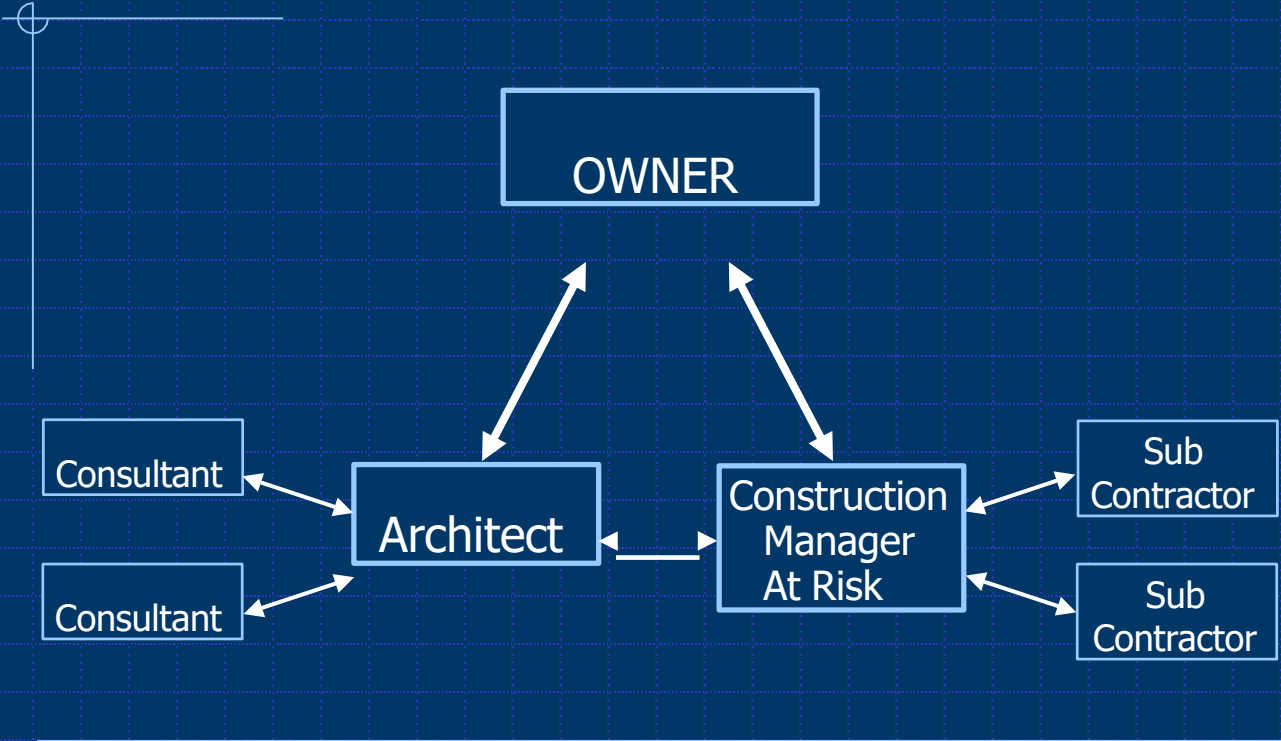 OWNER
Consultant
Architect
Consultant
Construction
Manager
At Risk
Sub
Contractor
Sub
Contractor